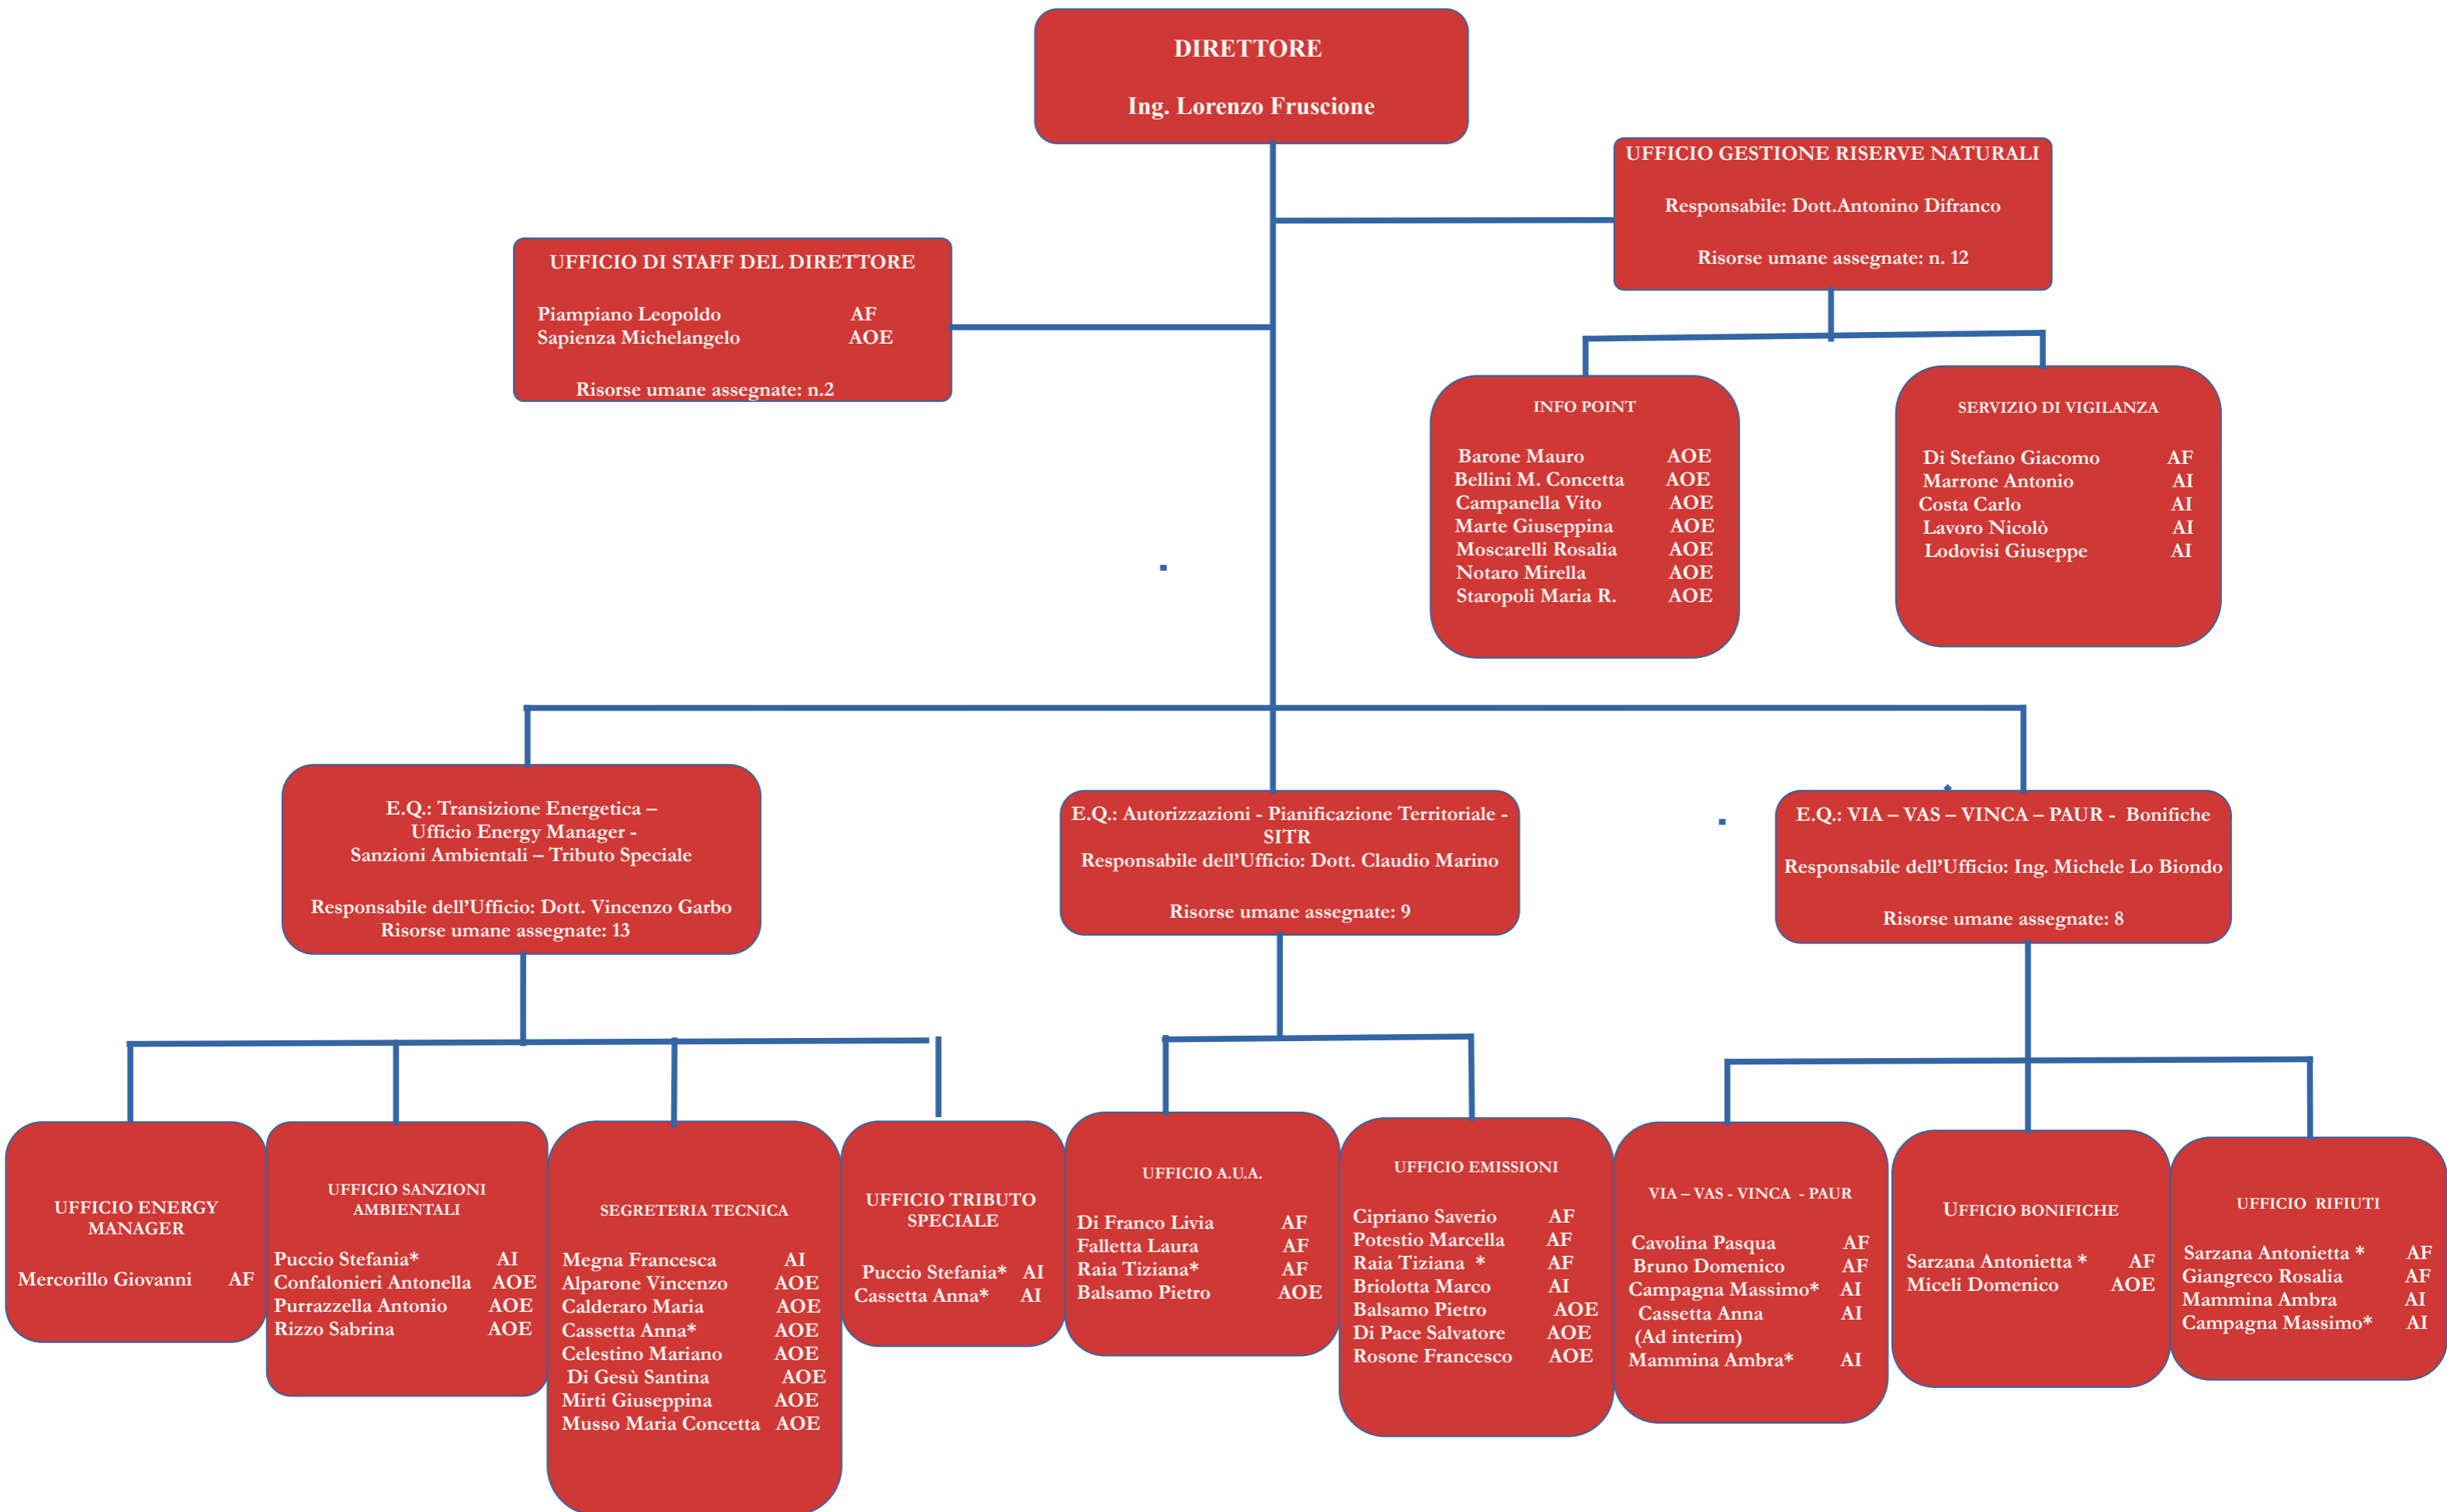 DIRETTORE
Ing. Lorenzo Fruscione
UFFICIO GESTIONE RISERVE NATURALI
Responsabile: Dott.Antonino Difranco
Risorse umane assegnate: n. 12
UFFICIO DI STAFF DEL DIRETTORE
Piampiano Leopoldo AF
Sapienza Michelangelo AOE
Risorse umane assegnate: n.2
INFO POINT
Barone Mauro AOE
Bellini M. Concetta AOE
Campanella Vito AOE
Marte Giuseppina AOE
Moscarelli Rosalia AOE
Notaro Mirella AOE
Staropoli Maria R. AOE
SERVIZIO DI VIGILANZA
Di Stefano Giacomo AF
Marrone Antonio AI
Costa Carlo AI
Lavoro Nicolò AI
Lodovisi Giuseppe AI
E.Q.: Transizione Energetica –
Ufficio Energy Manager -
Sanzioni Ambientali – Tributo Speciale
Responsabile dell’Ufficio: Dott. Vincenzo Garbo
Risorse umane assegnate: 13
E.Q.: Autorizzazioni - Pianificazione Territoriale -
SITR
Responsabile dell’Ufficio: Dott. Claudio Marino
Risorse umane assegnate: 9
E.Q.: VIA – VAS – VINCA – PAUR - Bonifiche
Responsabile dell’Ufficio: Ing. Michele Lo Biondo
Risorse umane assegnate: 8
UFFICIO ENERGY
MANAGER
Mercorillo Giovanni AF
UFFICIO SANZIONI
AMBIENTALI
Puccio Stefania* AI
Confalonieri Antonella AOE
Purrazzella Antonio AOE
Rizzo Sabrina AOE
SEGRETERIA TECNICA
Megna Francesca AI
Alparone Vincenzo AOE
Calderaro Maria AOE
Cassetta Anna* AOE
Celestino Mariano AOE
Di Gesù Santina AOE
Mirti Giuseppina AOE
Musso Maria Concetta AOE
UFFICIO TRIBUTO
SPECIALE
Puccio Stefania* AI
Cassetta Anna* AI
UFFICIO A.U.A.
Di Franco Livia AF
Falletta Laura AF
Raia Tiziana* AF
Balsamo Pietro AOE
UFFICIO EMISSIONI
Cipriano Saverio AF
Potestio Marcella AF
Raia Tiziana * AF
Briolotta Marco AI
Balsamo Pietro AOE
Di Pace Salvatore AOE
Rosone Francesco AOE
VIA – VAS - VINCA - PAUR
Cavolina Pasqua AF
Bruno Domenico AF
Campagna Massimo* AI
Cassetta Anna AI
(Ad interim)
Mammina Ambra* AI
UFFICIO BONIFICHE
Sarzana Antonietta * AF
Miceli Domenico AOE
UFFICIO RIFIUTI
Sarzana Antonietta * AF
Giangreco Rosalia AF
Mammina Ambra AI
Campagna Massimo* AI